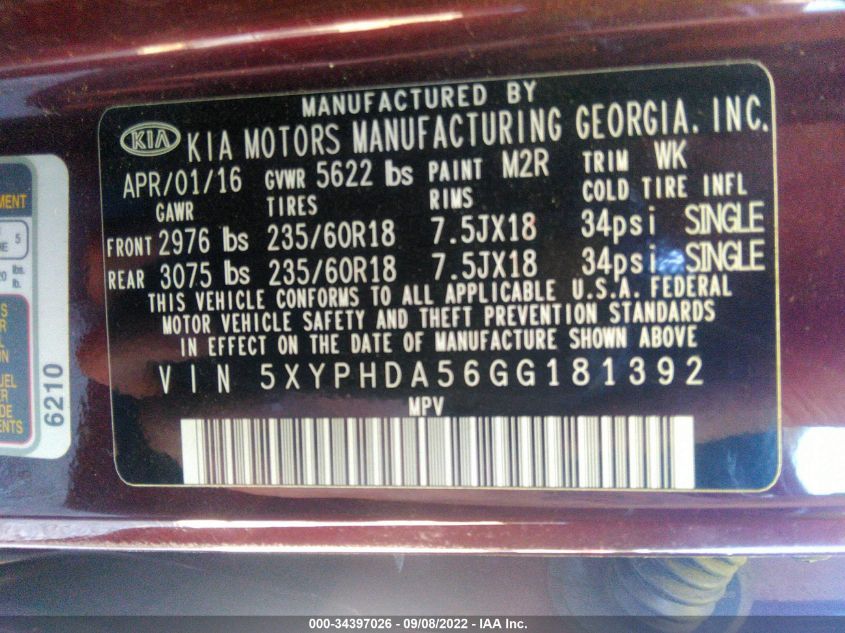 MANUFACTURED BY
KIA KIA MOTORS MANUFACTURING GEORGIA, INC.
APR/01/16 GVWR 5622 lbs PAINT M2R TRIM WK
GAWR TIRES RIMS COLD TIRE INFL
FRONT 2976 lbs 235/60R18 7.5JX18 34psi SINGLE
REAR 3075 lbs 235/60R18 7.5JX18 34psi SINGLE
THIS VEHICLE CONFORMS TO ALL APPLICABLE U.S.A. FEDERAL
MOTOR VEHICLE SAFETY AND THEFT PREVENTION STANDARDS
IN EFFECT ON THE DATE OF MANUFACTURE SHOWN ABOVE
VIN 5XYPHDA56GG181392
MPV
5
lbs.
lb.
6210
000-34397026 - 09/08/2022 - IAA Inc.